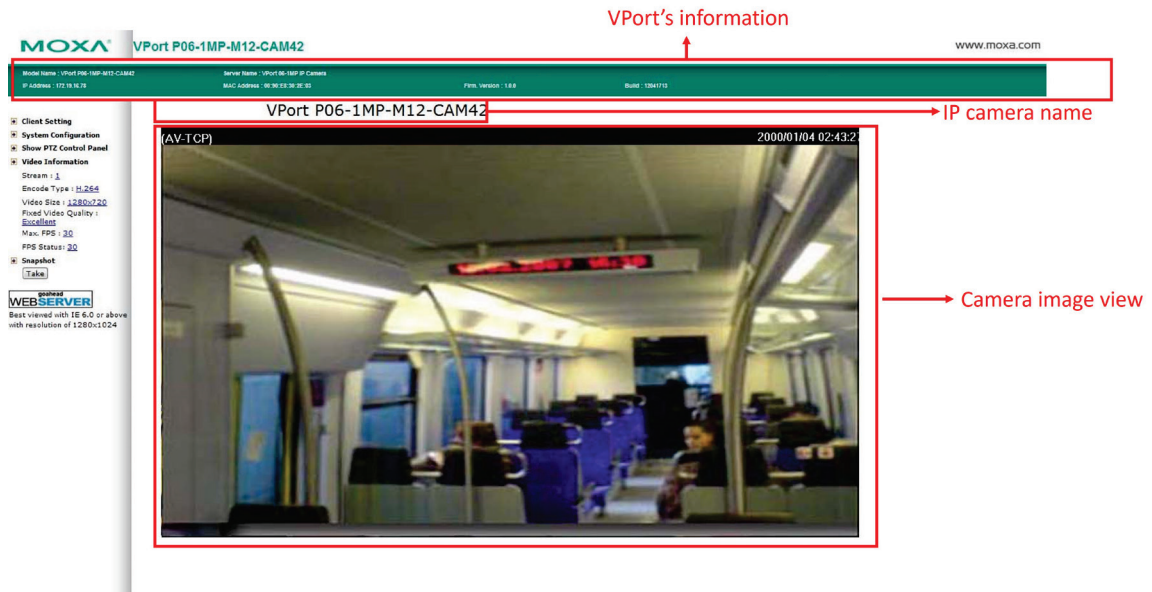 VPort's information
MOXA
VPort P06-1MP-M12-CAM42
www.moxa.com
Model Name : VPort P06-1MP-M12-CAM42
Server Name : VPort 06-1MP IP Camera
IP Address : 172.19.16.78
MAC Address : 00:90:E8:30:2E:03
Firm. Version : 1.0.0
Build : 12041713
VPort P06-1MP-M12-CAM42
IP camera name
(AV-TCP)
2000/01/04 02:43:27
Client Setting
System Configuration
Show PTZ Control Panel
Video Information
Stream : 1
Encode Type : H.264
Video Size : 1280x720
Fixed Video Quality :
Excellent
Max. FPS : 30
FPS Status: 30
Snapshot
Take
goahead
WEBSERVER
Best viewed with IE 6.0 or above
with resolution of 1280x1024
Camera image view